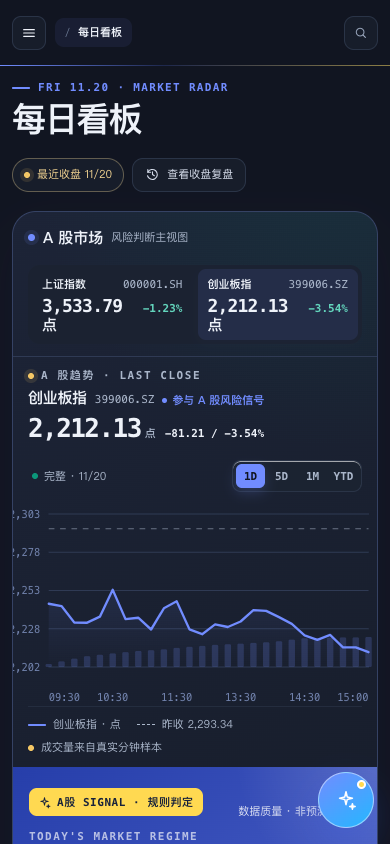 / 每日看板
FRI 11.20 · MARKET RADAR
每日看板
最近收盘 11/20
查看收盘复盘
A 股市场 风险判断主视图
上证指数 000001.SH
3,533.79 点 -1.23%
创业板指 399006.SZ
2,212.13 点 -3.54%
A 股趋势 · LAST CLOSE
创业板指 399006.SZ 参与 A 股风险信号
2,212.13 点 -81.21 / -3.54%
完整 · 11/20
1D 5D 1M YTD
,303
,278
,253
,228
,202
09:30 10:30 11:30 13:30 14:30 15:00
创业板指 · 点 昨收 2,293.34
成交量来自真实分钟样本
A股 SIGNAL · 规则判定
数据质量 · 非预
TODAY'S MARKET REGIME